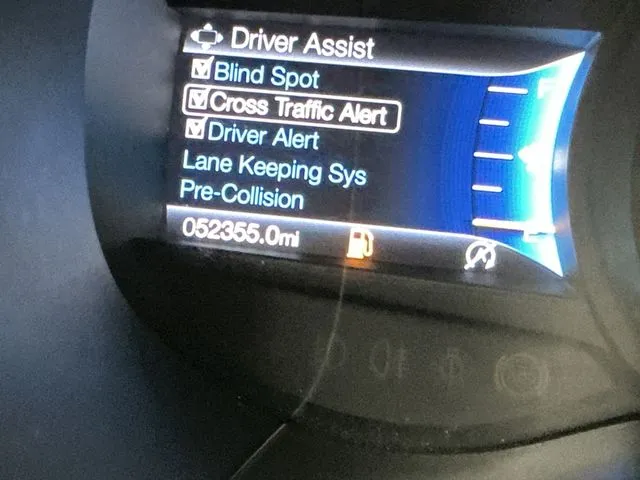 Driver Assist
Blind Spot
Cross Traffic Alert
Driver Alert
Lane Keeping Sys
Pre-Collision
052355.0mi